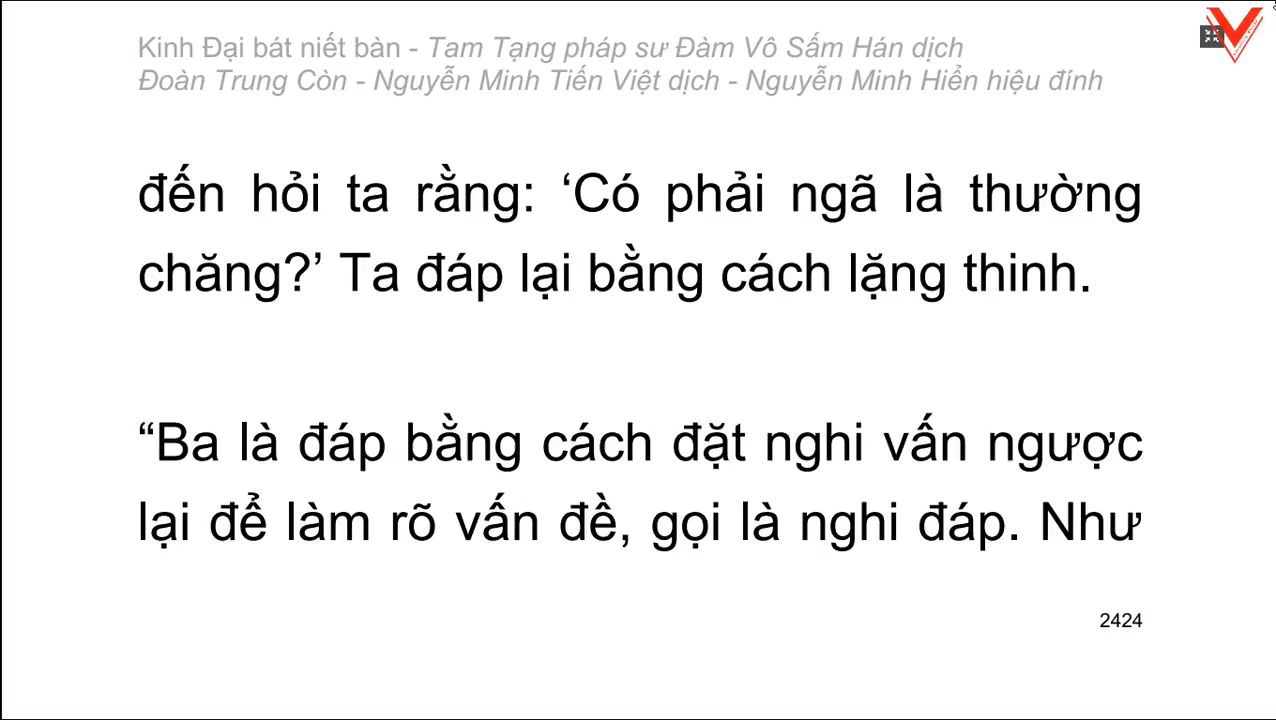 Kinh Đại bát niết bàn - Tam Tạng pháp sư Đàm Vô Sấm Hán dịch
Đoàn Trung Còn - Nguyễn Minh Tiến Việt dịch - Nguyễn Minh Hiển hiệu đính
đến hỏi ta rằng: ‘Có phải ngã là thường
chăng?’ Ta đáp lại bằng cách lặng thinh.
“Ba là đáp bằng cách đặt nghi vấn ngược
lại để làm rõ vấn đề, gọi là nghi đáp. Như
2424